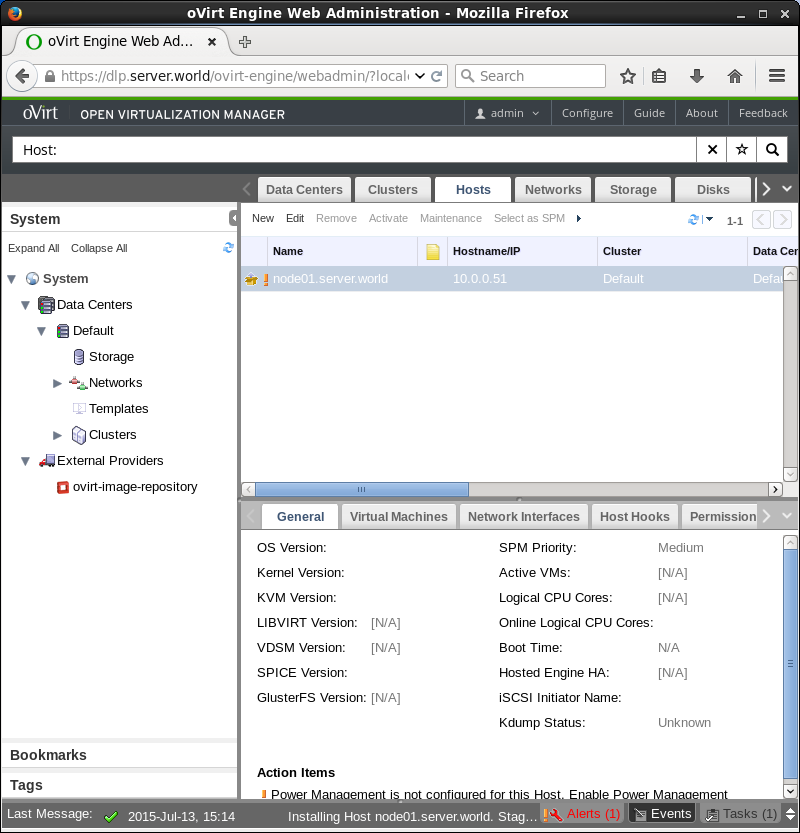 oVirt Engine Web Administration - Mozilla Firefox
oVirt Engine Web Ad...
https://dlp.server.world/ovirt-engine/webadmin/?local
Search
oVirt OPEN VIRTUALIZATION MANAGER admin Configure Guide About Feedback
Host:
Data Centers Clusters Hosts Networks Storage Disks
System
New Edit Remove Activate Maintenance Select as SPM 1-1
Expand All Collapse All
Name Hostname/IP Cluster Data Cen
node01.server.world 10.0.0.51 Default Defau
System
Data Centers
Default
Storage
Networks
Templates
Clusters
External Providers
ovirt-image-repository
General Virtual Machines Network Interfaces Host Hooks Permission
OS Version: SPM Priority: Medium
Kernel Version: Active VMs: [N/A]
KVM Version: Logical CPU Cores: [N/A]
LIBVIRT Version: [N/A] Online Logical CPU Cores:
VDSM Version: [N/A] Boot Time: N/A
SPICE Version: Hosted Engine HA: [N/A]
GlusterFS Version: [N/A] iSCSI Initiator Name:
Kdump Status: Unknown
Action Items
Power Management is not configured for this Host. Enable Power Management
Bookmarks
Tags
Last Message: 2015-Jul-13, 15:14 Installing Host node01.server.world. Stag... Alerts (1) Events Tasks (1)